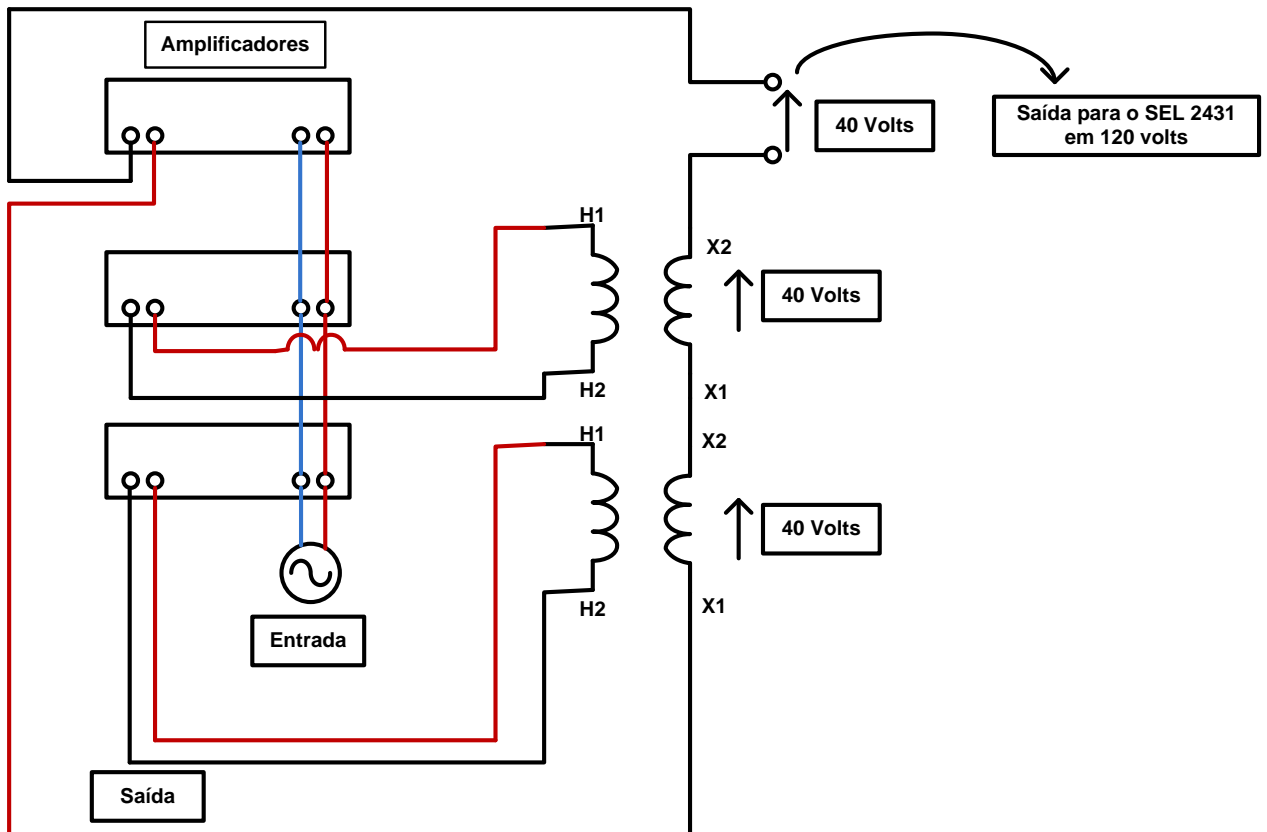 Amplificadores
40 Volts
Saída para o SEL 2431
em 120 volts
H1
X2
40 Volts
H2
X1
H1
X2
40 Volts
H2
X1
Entrada
Saída